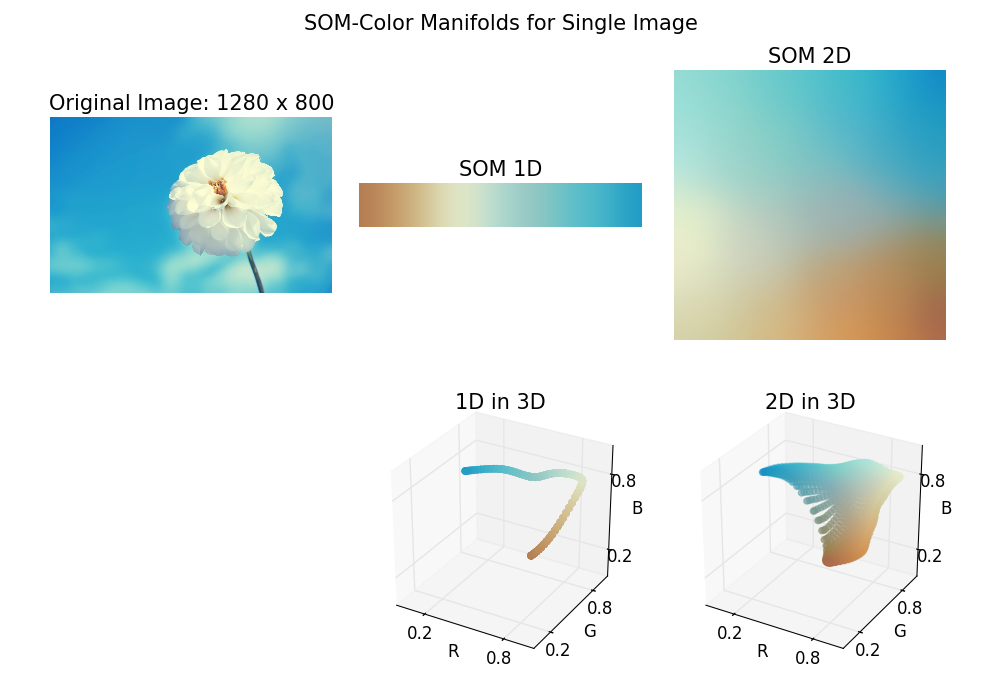 SOM-Color Manifolds for Single Image
SOM 2D
Original Image: 1280 x 800
SOM 1D
1D in 3D
2D in 3D
0.8
B
0.2
0.8
G
0.2
0.2
R
0.8
0.8
B
0.2
0.8
G
0.2
0.2
R
0.8